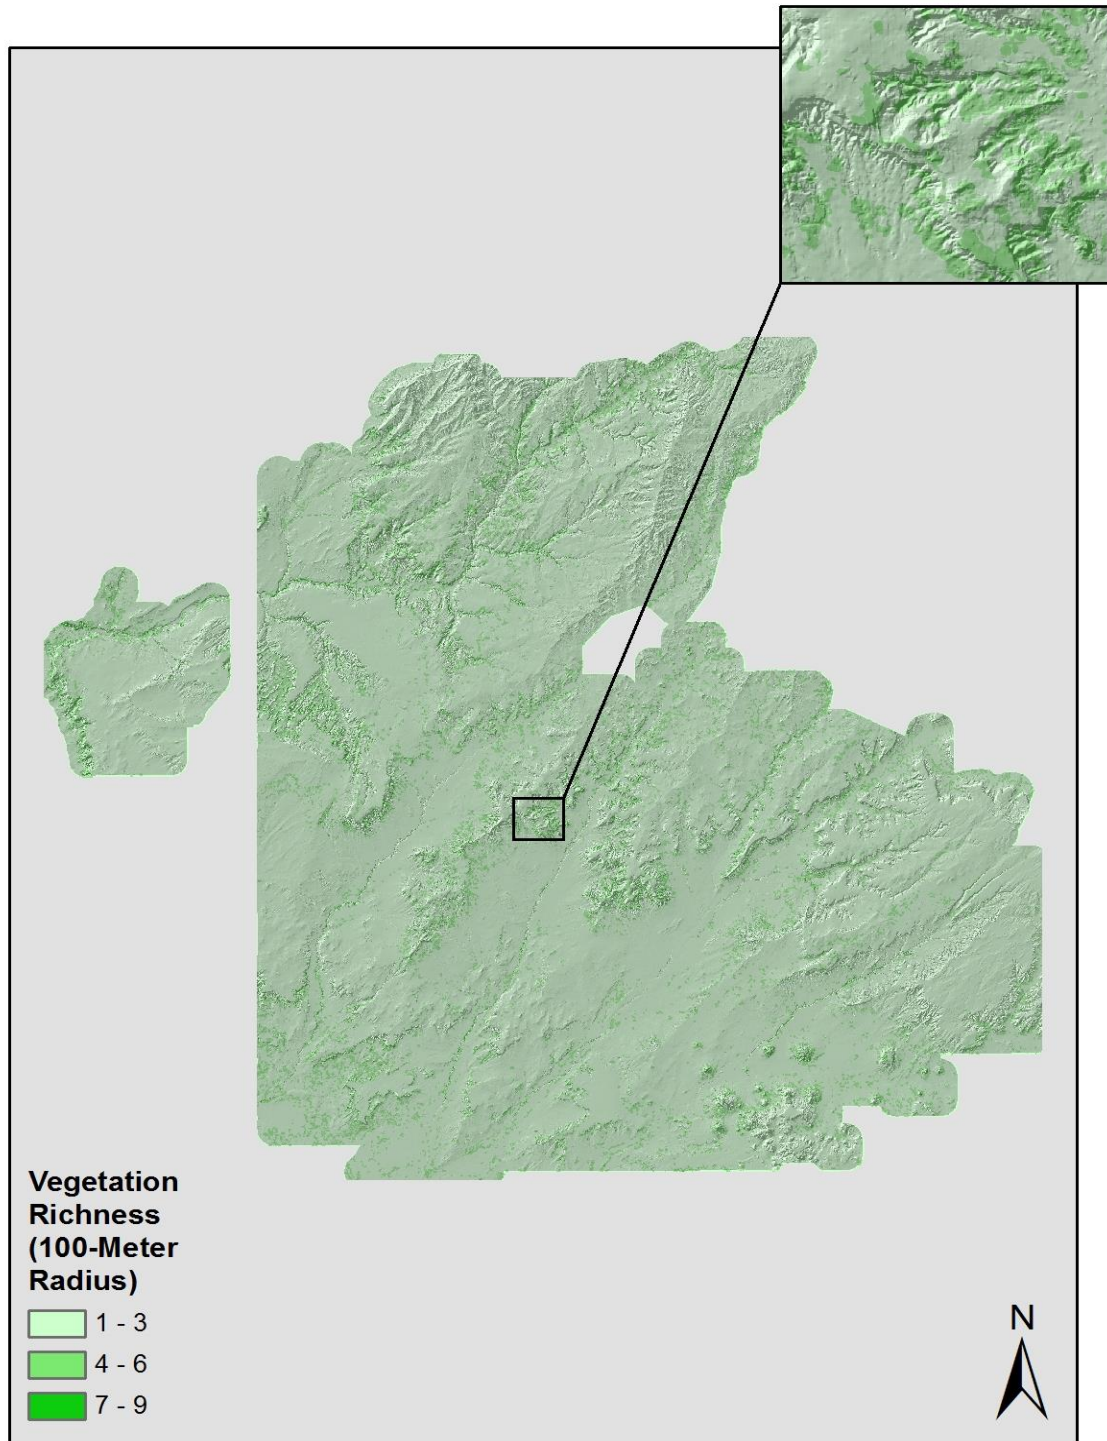 Vegetation
Richness
(100-Meter
Radius)
1 - 3
4 - 6
7 - 9
N